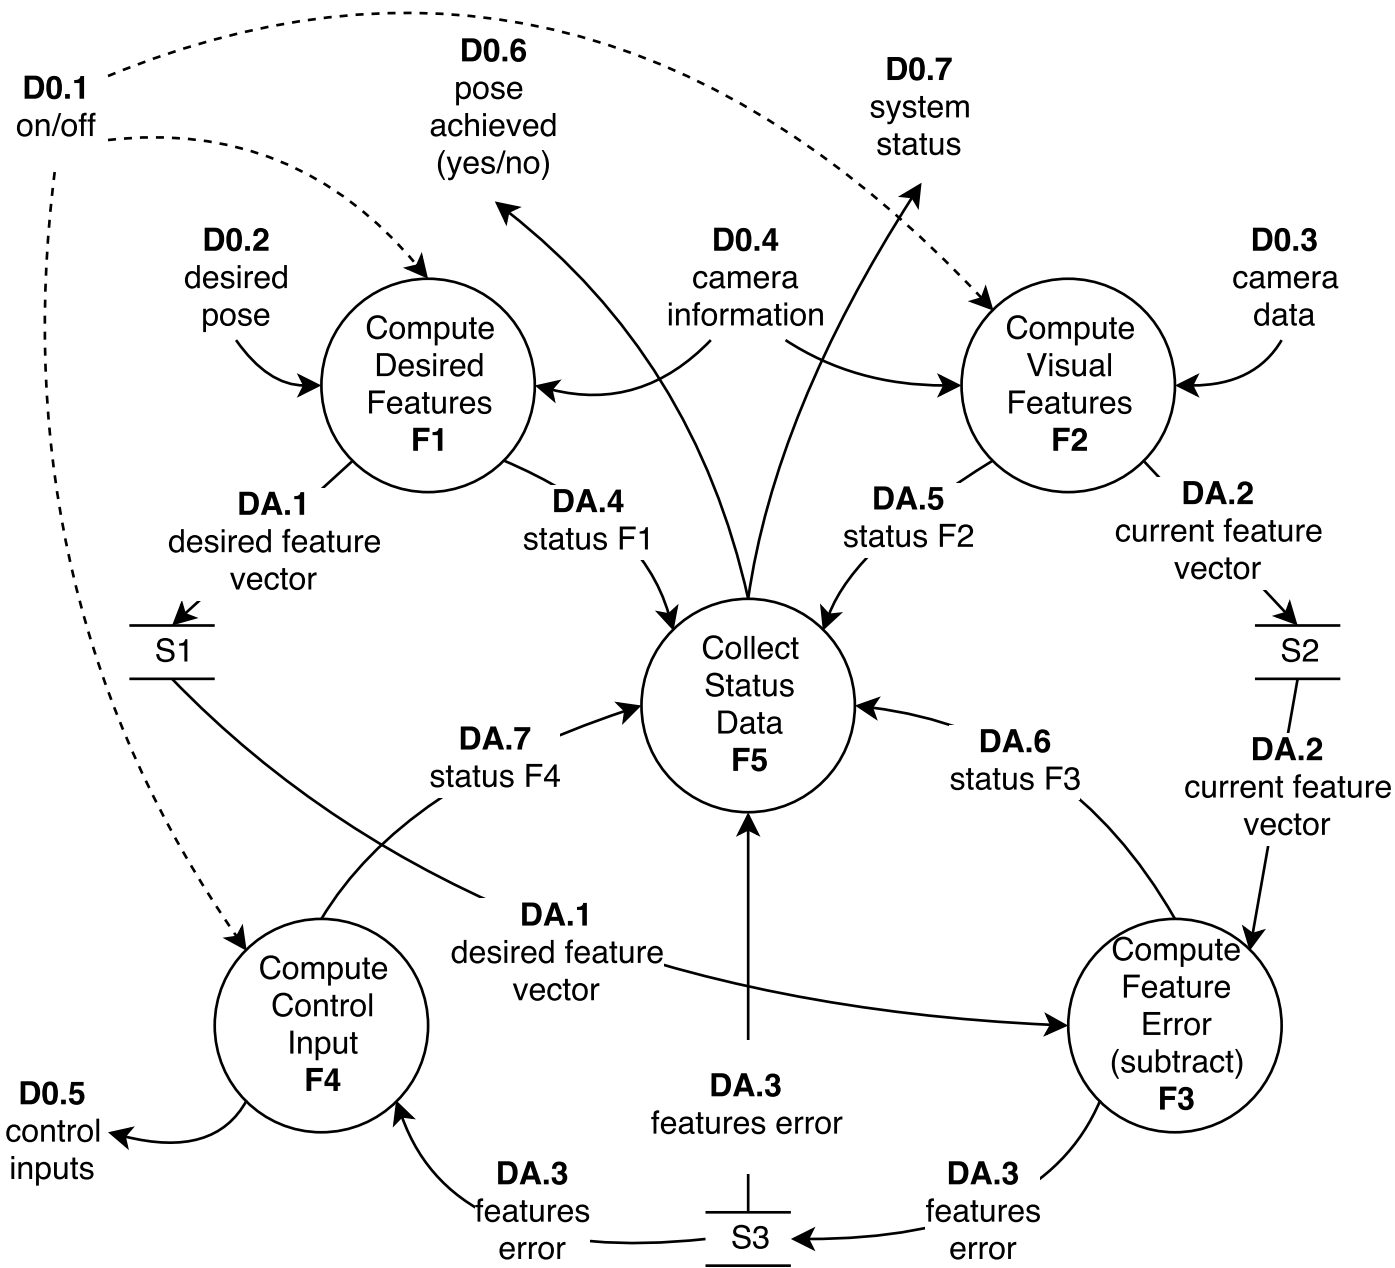 D0.1
on/off
D0.6
pose
achieved
(yes/no)
D0.7
system
status
D0.2
desired
pose
D0.4
camera
information
D0.3
camera
data
Compute
Desired
Features
F1
Compute
Visual
Features
F2
DA.1
desired feature
vector
DA.4
status F1
DA.5
status F2
DA.2
current feature
vector
S1
Collect
Status
Data
F5
S2
DA.7
status F4
DA.6
status F3
DA.2
current feature
vector
DA.1
desired feature
vector
Compute
Control
Input
F4
Compute
Feature
Error
(subtract)
F3
D0.5
control
inputs
DA.3
features error
DA.3
features
error
S3
DA.3
features
error